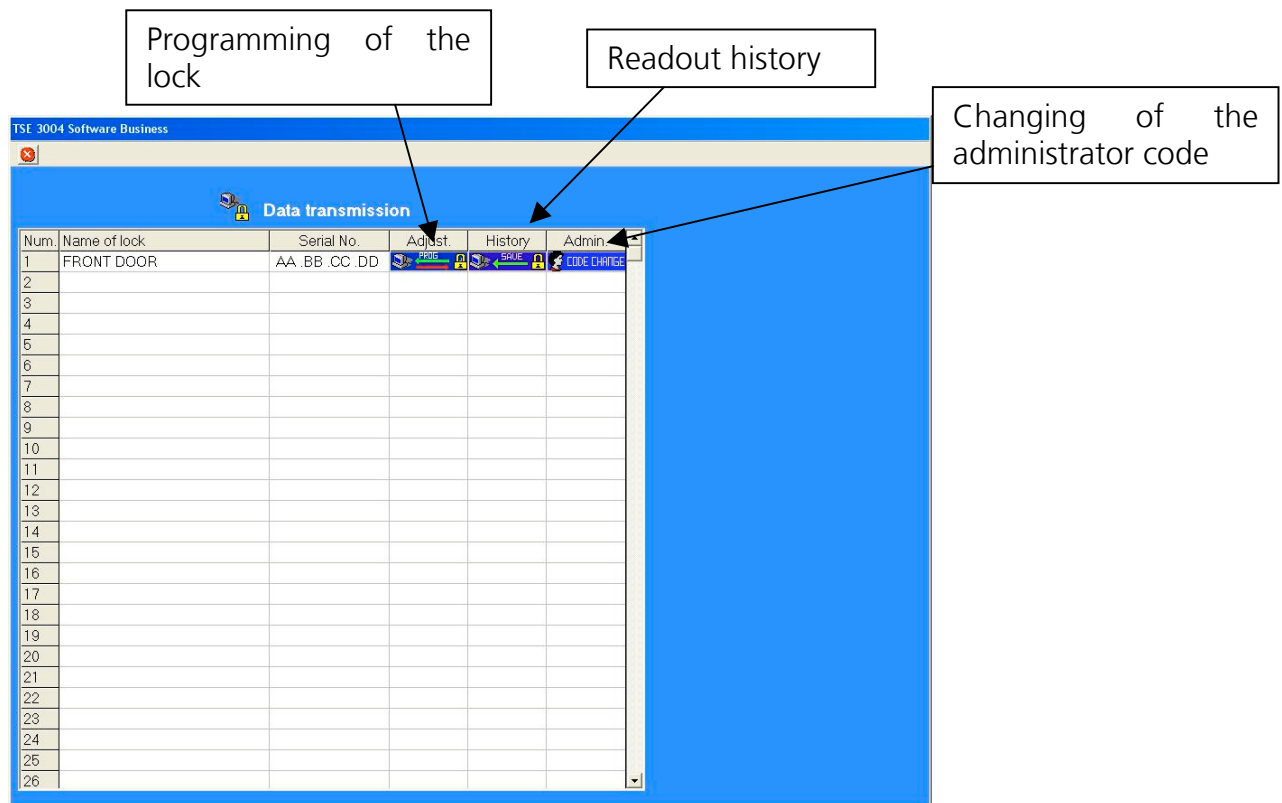 Programming of the
lock
Readout history
Changing of the
administrator code
TSE 3004 Software Business
Data transmission
Num. Name of lock Serial No. Adjust. History Admin.
1 FRONT DOOR AA .BB .CC .DD PROG SAVE CODE CHANGE
2
3
4
5
6
7
8
9
10
11
12
13
14
15
16
17
18
19
20
21
22
23
24
25
26